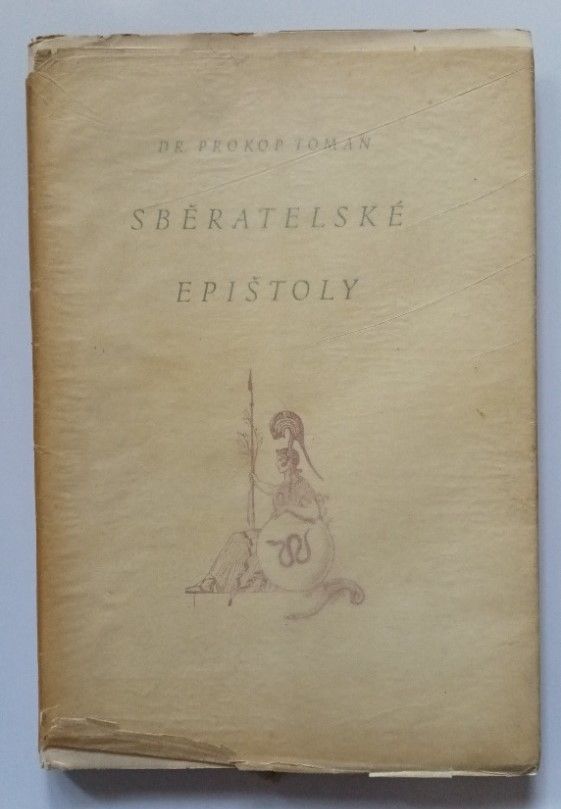 DR. PROKOP TOMAN
SBĚRATELSKÉ
EPIŠTOLY